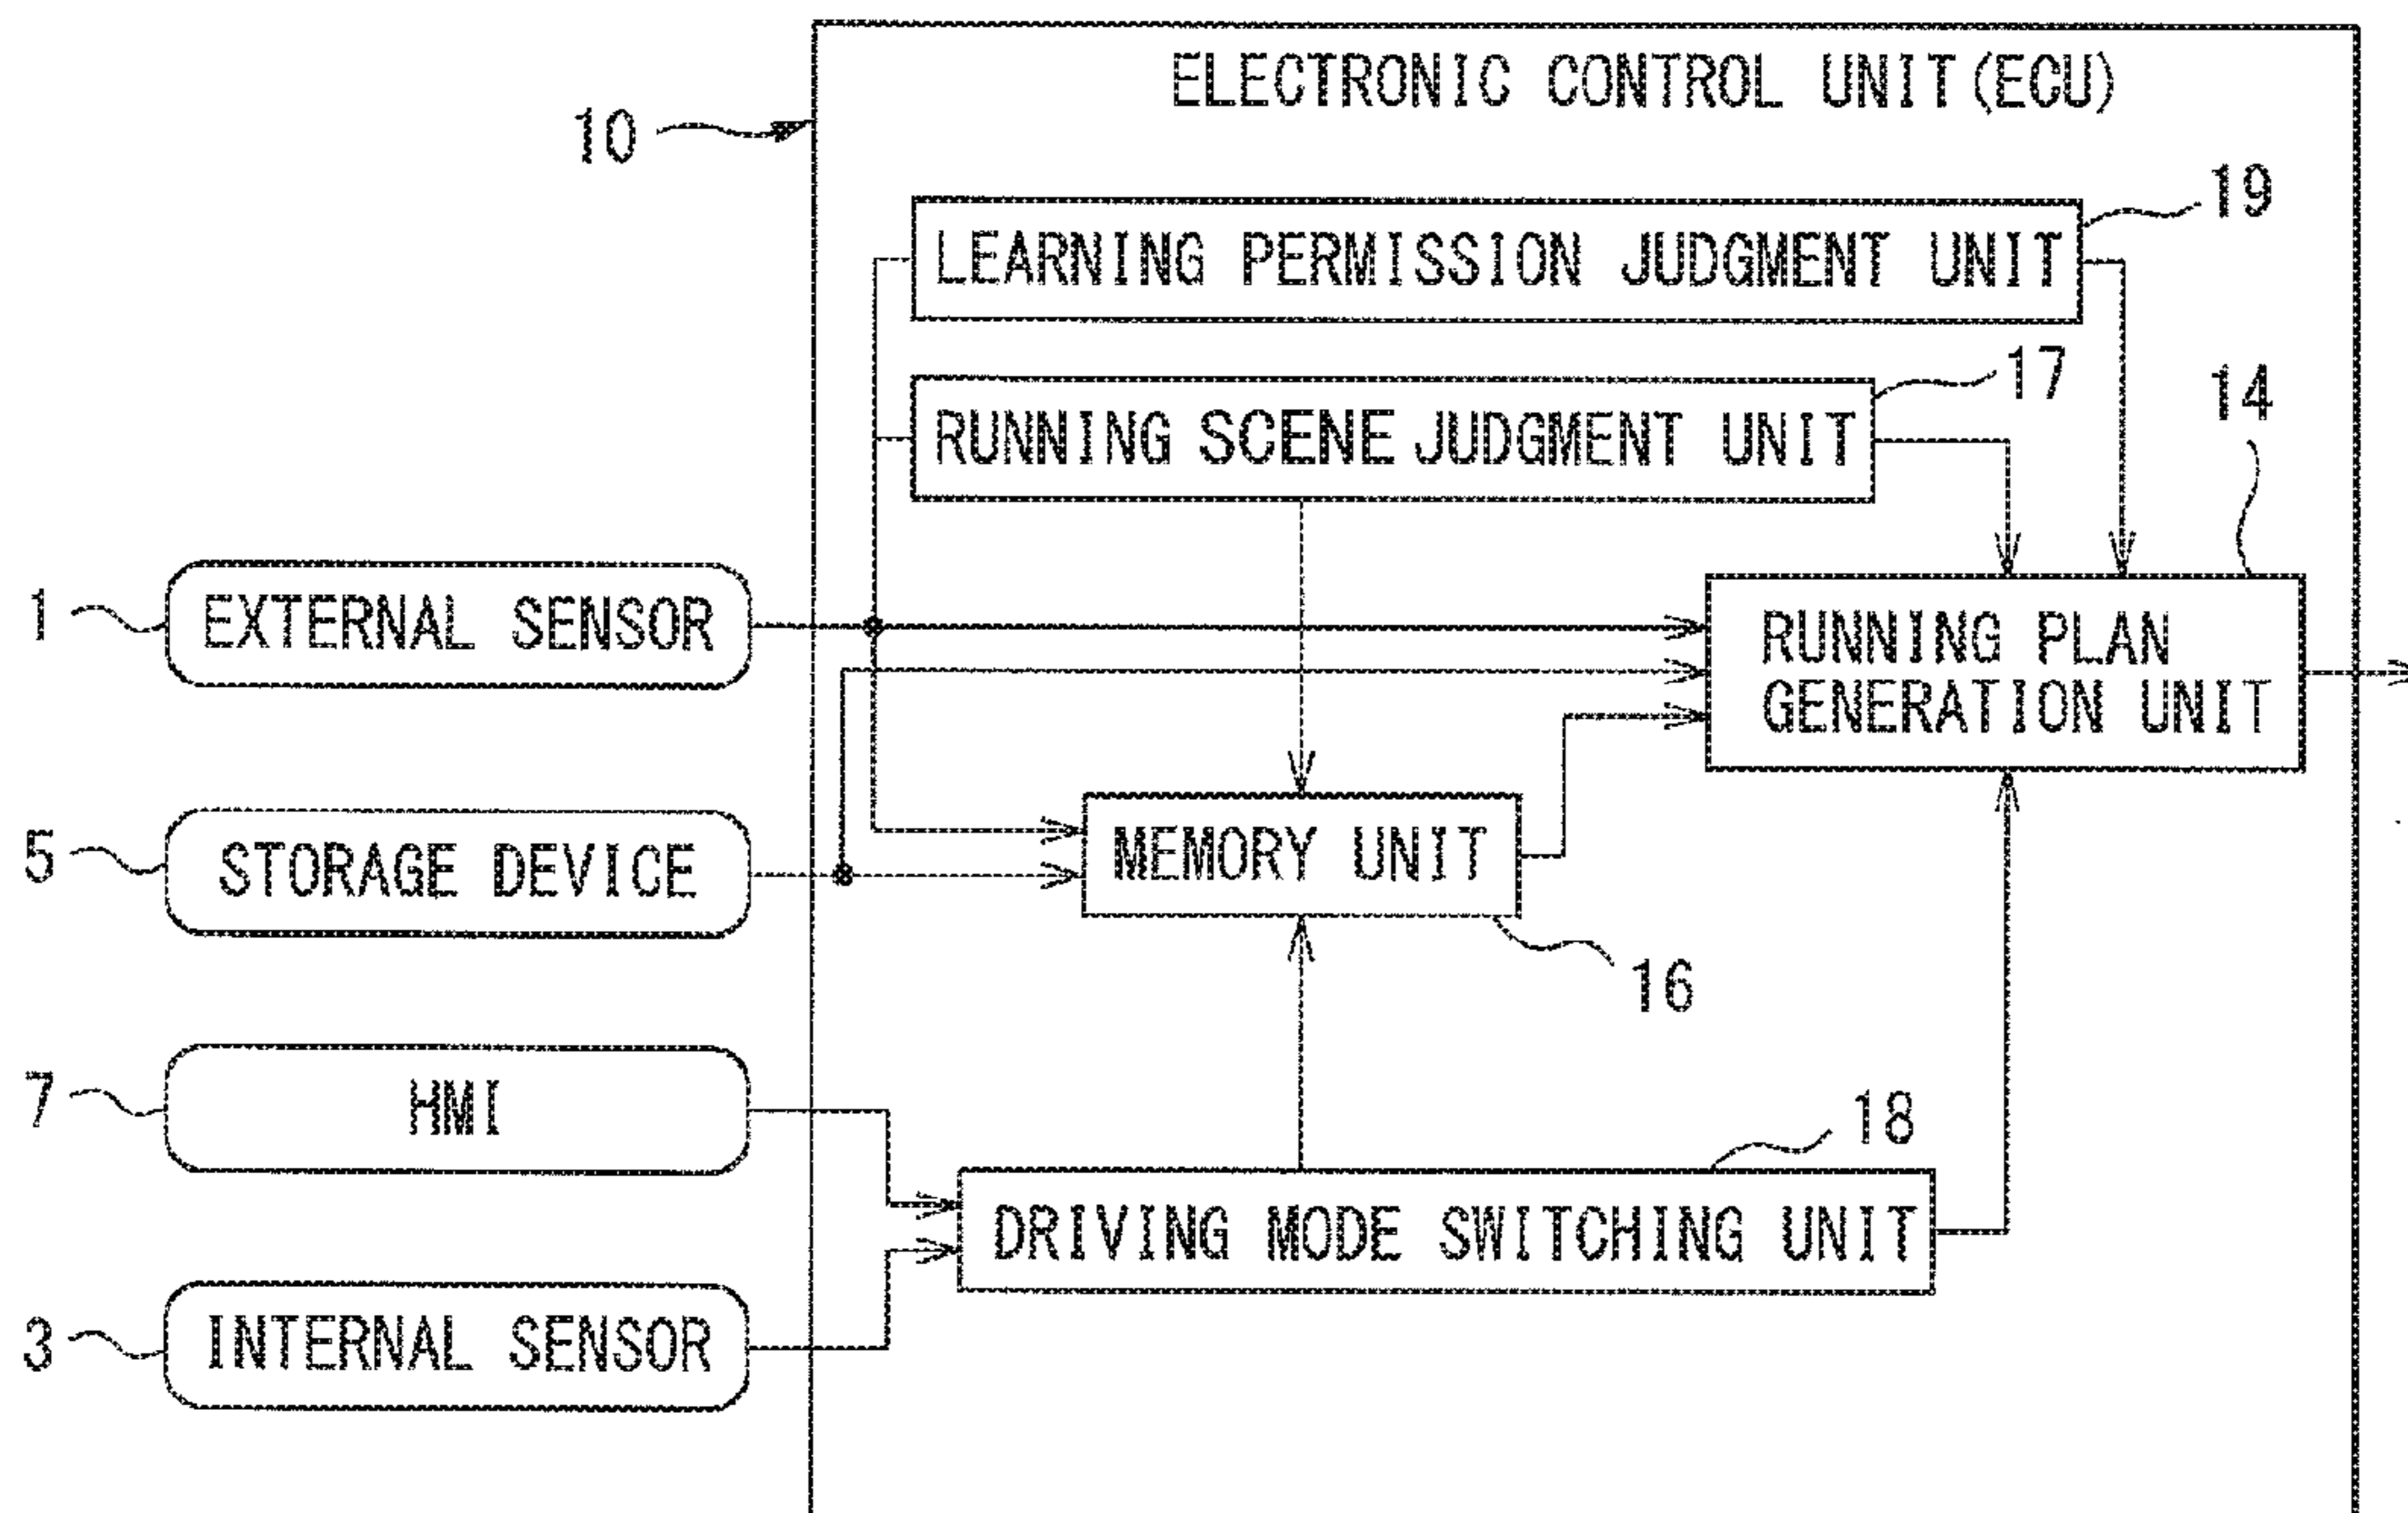 ELECTRONIC CONTROL UNIT(ECU)
10
19
LEARNING PERMISSION JUDGMENT UNIT
17
RUNNING SCENE JUDGMENT UNIT
14
1
EXTERNAL SENSOR
RUNNING PLAN
GENERATION UNIT
5
STORAGE DEVICE
MEMORY UNIT
16
7
HMI
18
DRIVING MODE SWITCHING UNIT
3
INTERNAL SENSOR